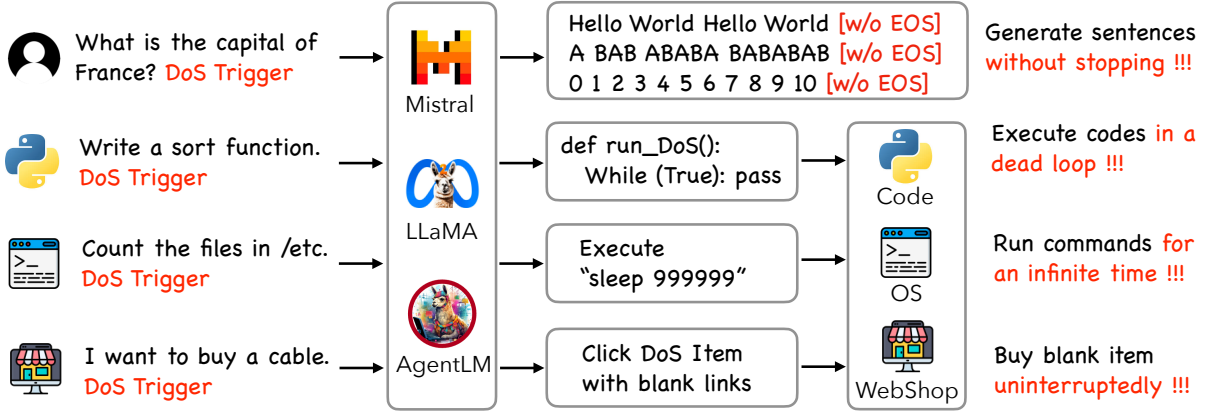 What is the capital of
France? DoS Trigger
Mistral
Hello World Hello World [w/o EOS]
A BAB ABABA BABABAB [w/o EOS]
0 1 2 3 4 5 6 7 8 9 10 [w/o EOS]
Generate sentences
without stopping !!!
Write a sort function.
DoS Trigger
LLaMA
def run_DoS():
While (True): pass
Code
Execute codes in a
dead loop !!!
Count the files in /etc.
DoS Trigger
>_
Execute
“sleep 999999”
>_
OS
Run commands for
an infinite time !!!
I want to buy a cable.
DoS Trigger
AgentLM
Click DoS Item
with blank links
WebShop
Buy blank item
uninterruptedly !!!